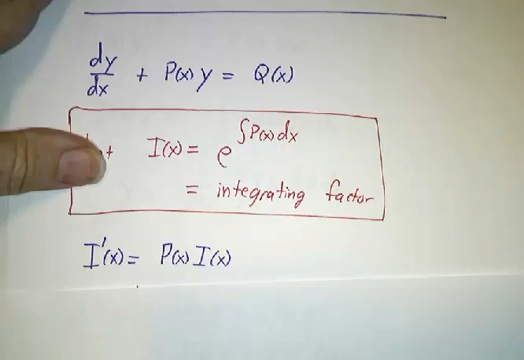 dy/dx + P(x) y = Q(x)
I(x) = e^∫P(x)dx
= integrating factor
I'(x) = P(x) I(x)